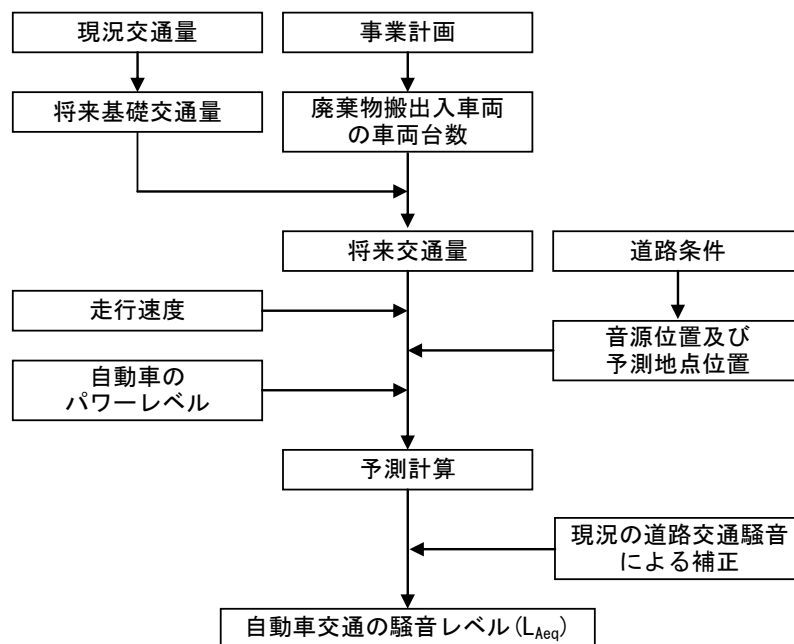 現況交通量
事業計画
将来基礎交通量
廃棄物搬出入車両
の車両台数
将来交通量
道路条件
走行速度
音源位置及び
予測地点位置
自動車の
パワーレベル
予測計算
現況の道路交通騒音
による補正
自動車交通の騒音レベル(LAeq)